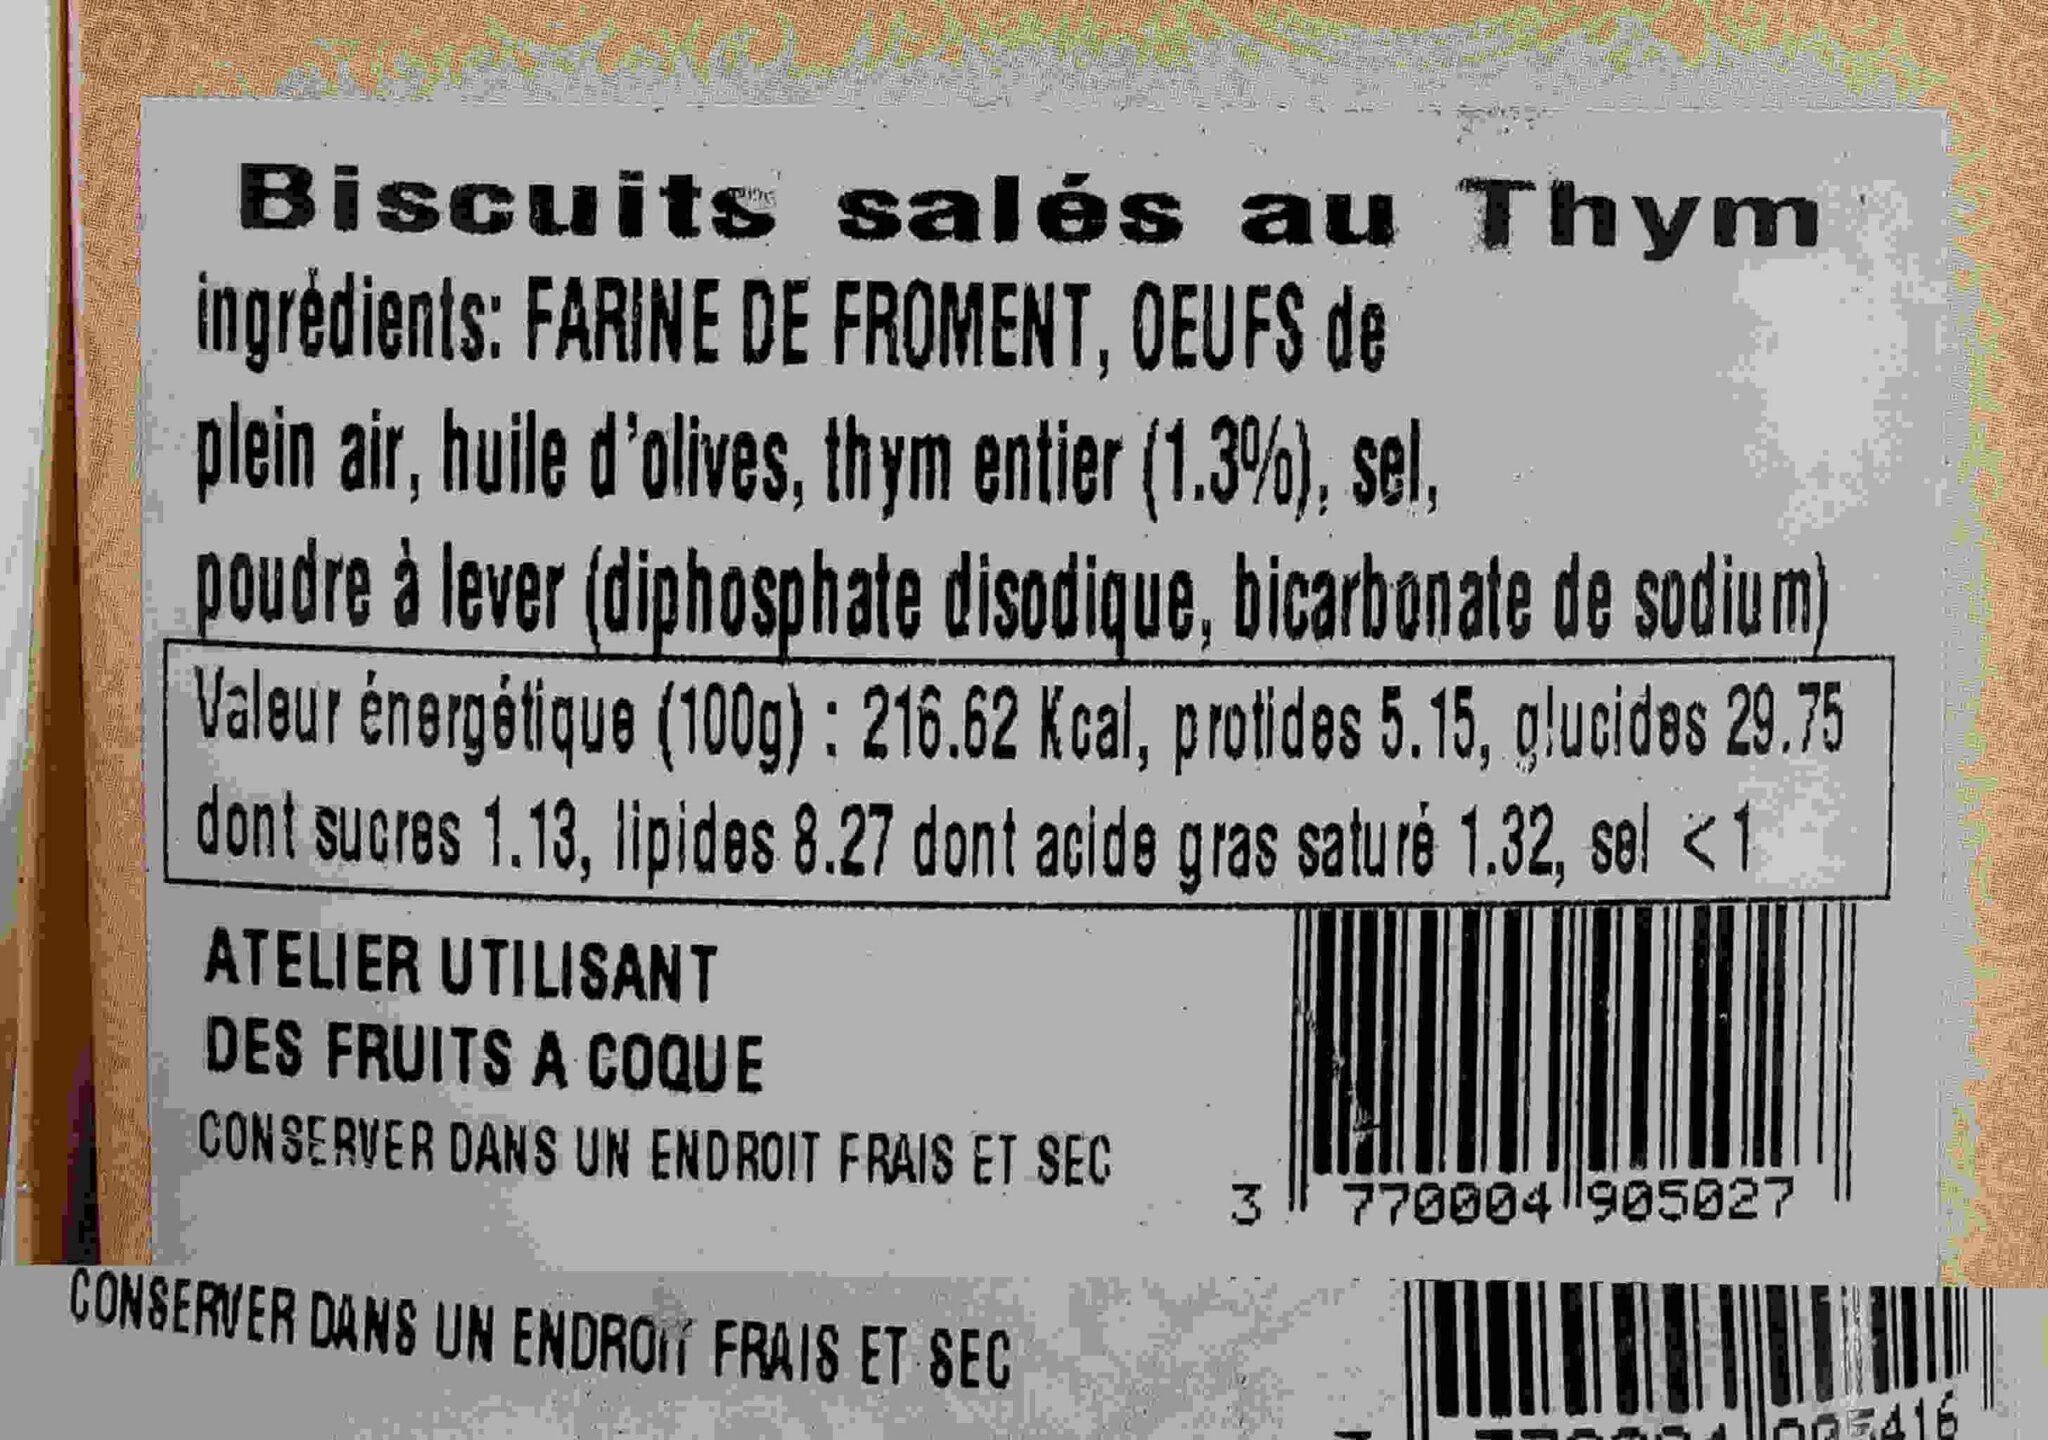 Biscuits salés au Thym
ingrédients: FARINE DE FROMENT, OEUFS de
plein air, huile d'olives, thym entier (1.3%), sel,
poudre à lever (diphosphate disodique, bicarbonate de sodium)
Valeur énergétique (100g) : 216.62 Kcal, protides 5.15, glucides 29.75
dont sucres 1.13, lipides 8.27 dont acide gras saturé 1.32, sel < 1
ATELIER UTILISANT
DES FRUITS A COQUE
CONSERVER DANS UN ENDROIT FRAIS ET SEC
3 770004 905027
CONSERVER DANS UN ENDROIT FRAIS ET SEC